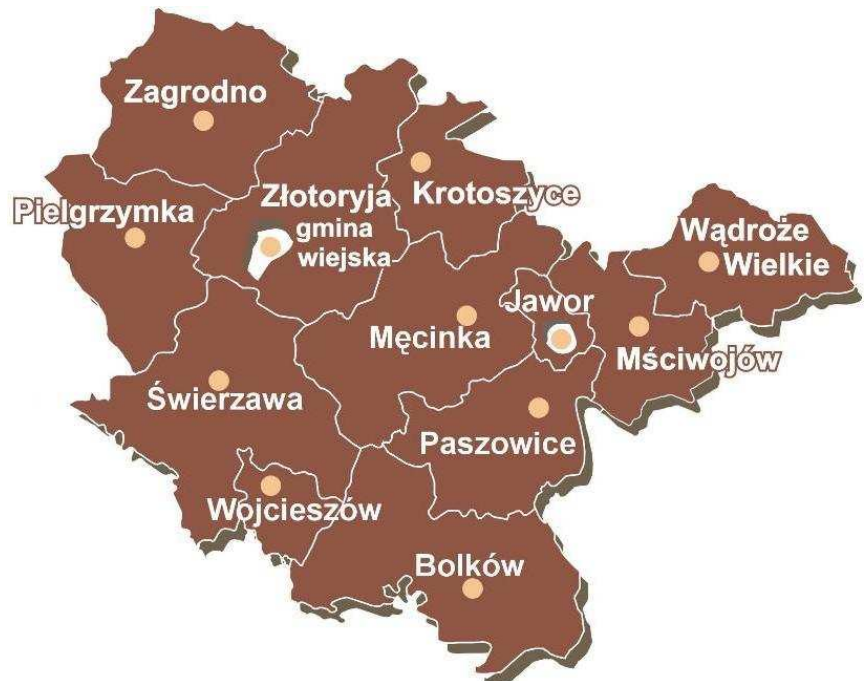 Zagrodno
Pielgrzymka
Złotoryja
gmina
wiejska
Krotoszyce
Wądroże
Wielkie
Jawor
Męcinka
Mściwojów
Świerzawa
Paszowice
Wojcieszów
Bolków